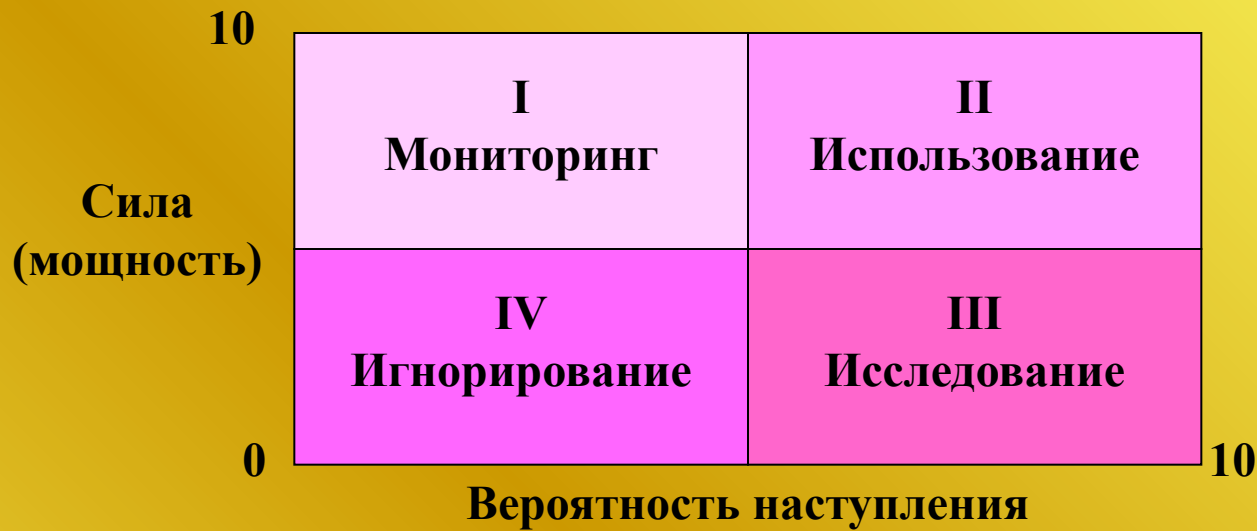 10
I
Мониторинг
II
Использование
Сила
(мощность)
IV
Игнорирование
III
Исследование
0
10
Вероятность наступления